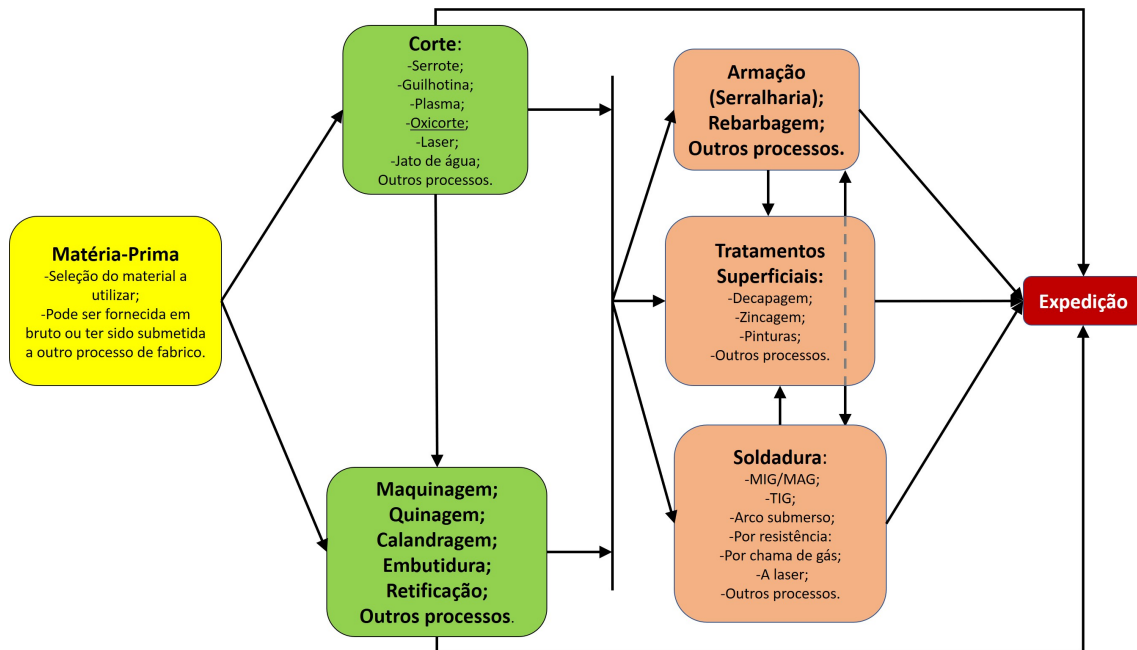 Matéria-Prima
-Seleção do material a
utilizar;
-Pode ser fornecida em
bruto ou ter sido submetida
a outro processo de fabrico.
Corte:
-Serrote;
-Guilhotina;
-Plasma;
-Oxicorte;
-Laser;
-Jato de água;
Outros processos.
Maquinagem;
Quinagem;
Calandragem;
Embutidura;
Retificação;
Outros processos.
Armação
(Serralharia);
Rebarbagem;
Outros processos.
Tratamentos
Superficiais:
-Decapagem;
-Zincagem;
-Pinturas;
-Outros processos.
Soldadura:
-MIG/MAG;
-TIG;
-Arco submerso;
-Por resistência:
-Por chama de gás;
-A laser;
-Outros processos.
Expedição